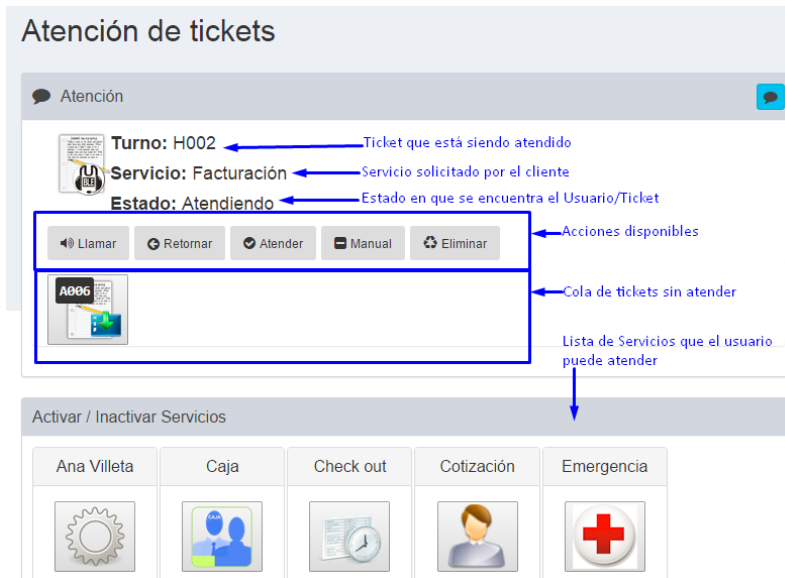 Atención de tickets
Atención
Turno: H002
Ticket que está siendo atendido
Servicio: Facturación
Servicio solicitado por el cliente
Estado: Atendiendo
Estado en que se encuentra el Usuario/Ticket
Llamar
Retornar
Atender
Manual
Eliminar
Acciones disponibles
A006
Cola de tickets sin atender
Lista de Servicios que el usuario
puede atender
Activar / Inactivar Servicios
Ana Villeta
Caja
Check out
Cotización
Emergencia
CAJA